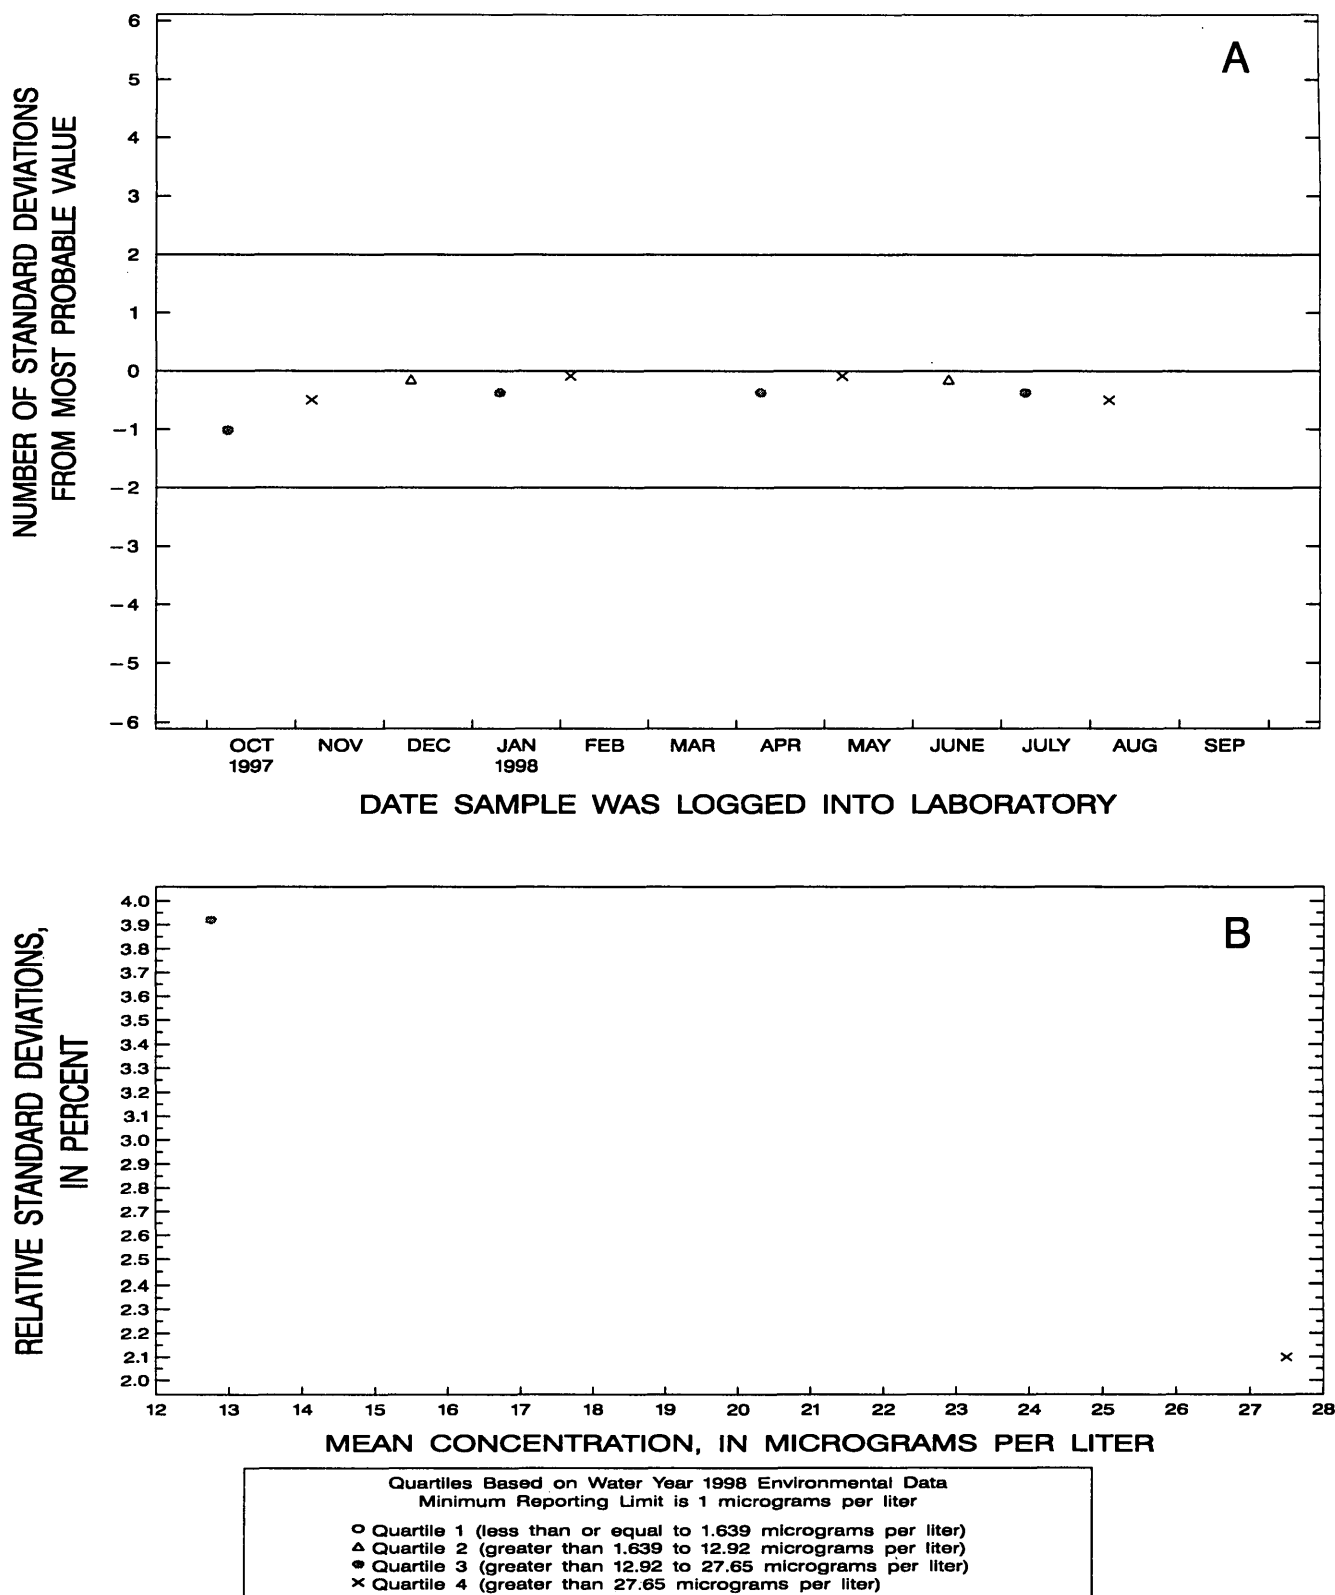 A
NUMBER OF STANDARD DEVIATIONS
FROM MOST PROBABLE VALUE
6
5
4
3
2
1
0
-1
-2
-3
-4
-5
-6
OCT NOV DEC JAN FEB MAR APR MAY JUNE JULY AUG SEP
1997 1998
DATE SAMPLE WAS LOGGED INTO LABORATORY
B
RELATIVE STANDARD DEVIATIONS,
IN PERCENT
4.0
3.9
3.8
3.7
3.6
3.5
3.4
3.3
3.2
3.1
3.0
2.9
2.8
2.7
2.6
2.5
2.4
2.3
2.2
2.1
2.0
12 13 14 15 16 17 18 19 20 21 22 23 24 25 26 27 28
MEAN CONCENTRATION, IN MICROGRAMS PER LITER
Quartiles Based on Water Year 1998 Environmental Data
Minimum Reporting Limit is 1 micrograms per liter
Quartile 1 (less than or equal to 1.639 micrograms per liter)
Quartile 2 (greater than 1.639 to 12.92 micrograms per liter)
Quartile 3 (greater than 12.92 to 27.65 micrograms per liter)
Quartile 4 (greater than 27.65 micrograms per liter)